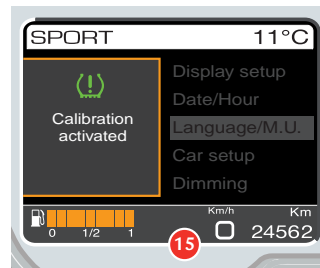 SPORT 11°C
(!)
Calibration
activated
Display setup
Date/Hour
Language/M.U.
Car setup
Dimming
0 1/2 1
15
Km/h
0
Km
24562